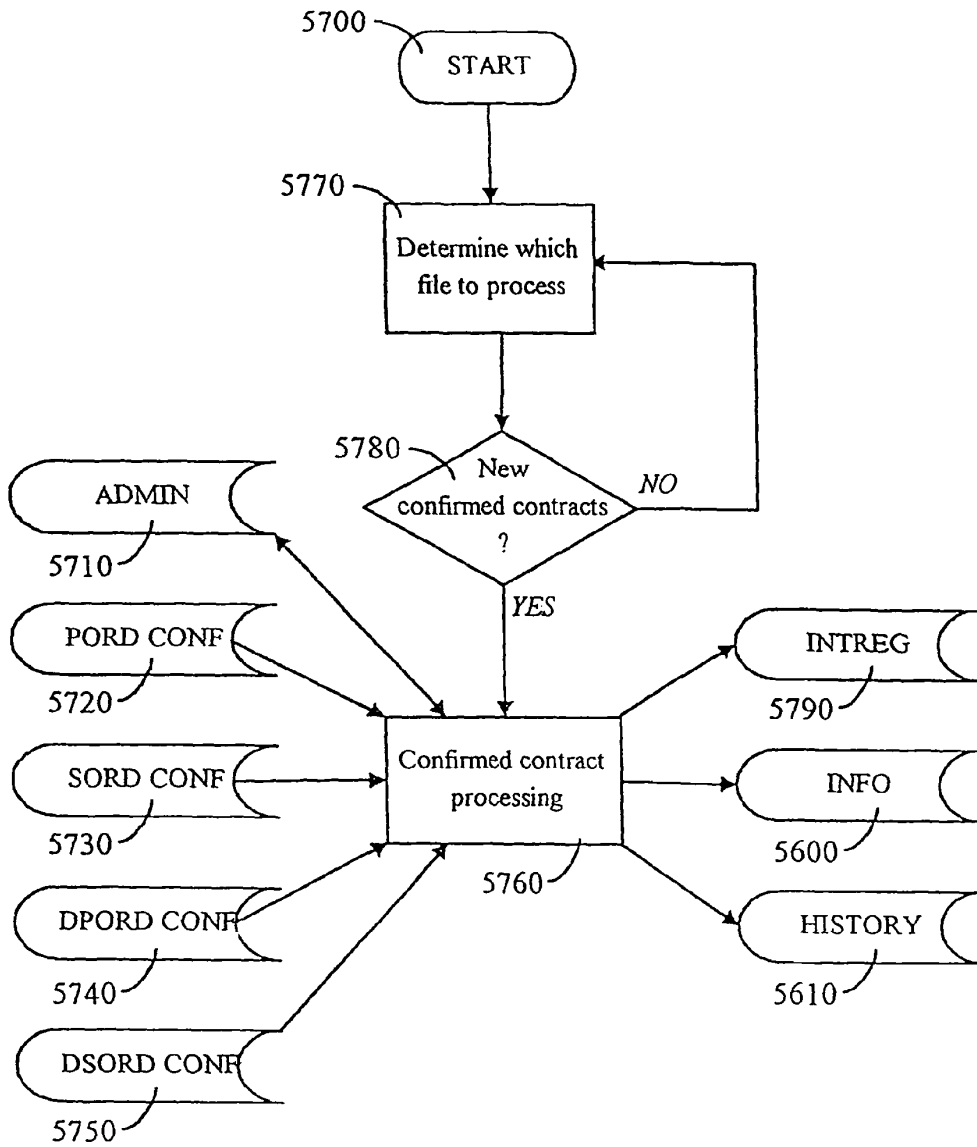 5700
START
5770
Determine which
file to process
5780
New
confirmed contracts
?
NO
YES
ADMIN
5710
PORD CONF
5720
SORD CONF
5730
DPORD CONF
5740
DSORD CONF
5750
Confirmed contract
processing
5760
INTREG
5790
INFO
5600
HISTORY
5610